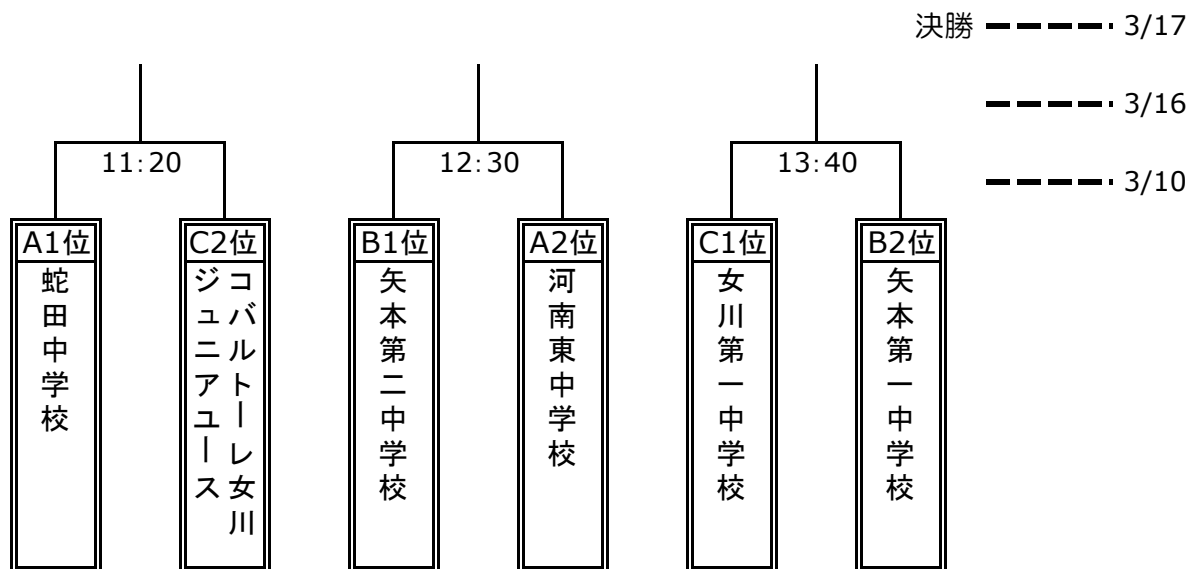 決勝 3/17
3/16
11:20
12:30
13:40
3/10
A1位
蛇田中学校
C2位
コバルトーレ女川
ジュニアユース
B1位
矢本第二中学校
A2位
河南東中学校
C1位
女川第一中学校
B2位
矢本第一中学校